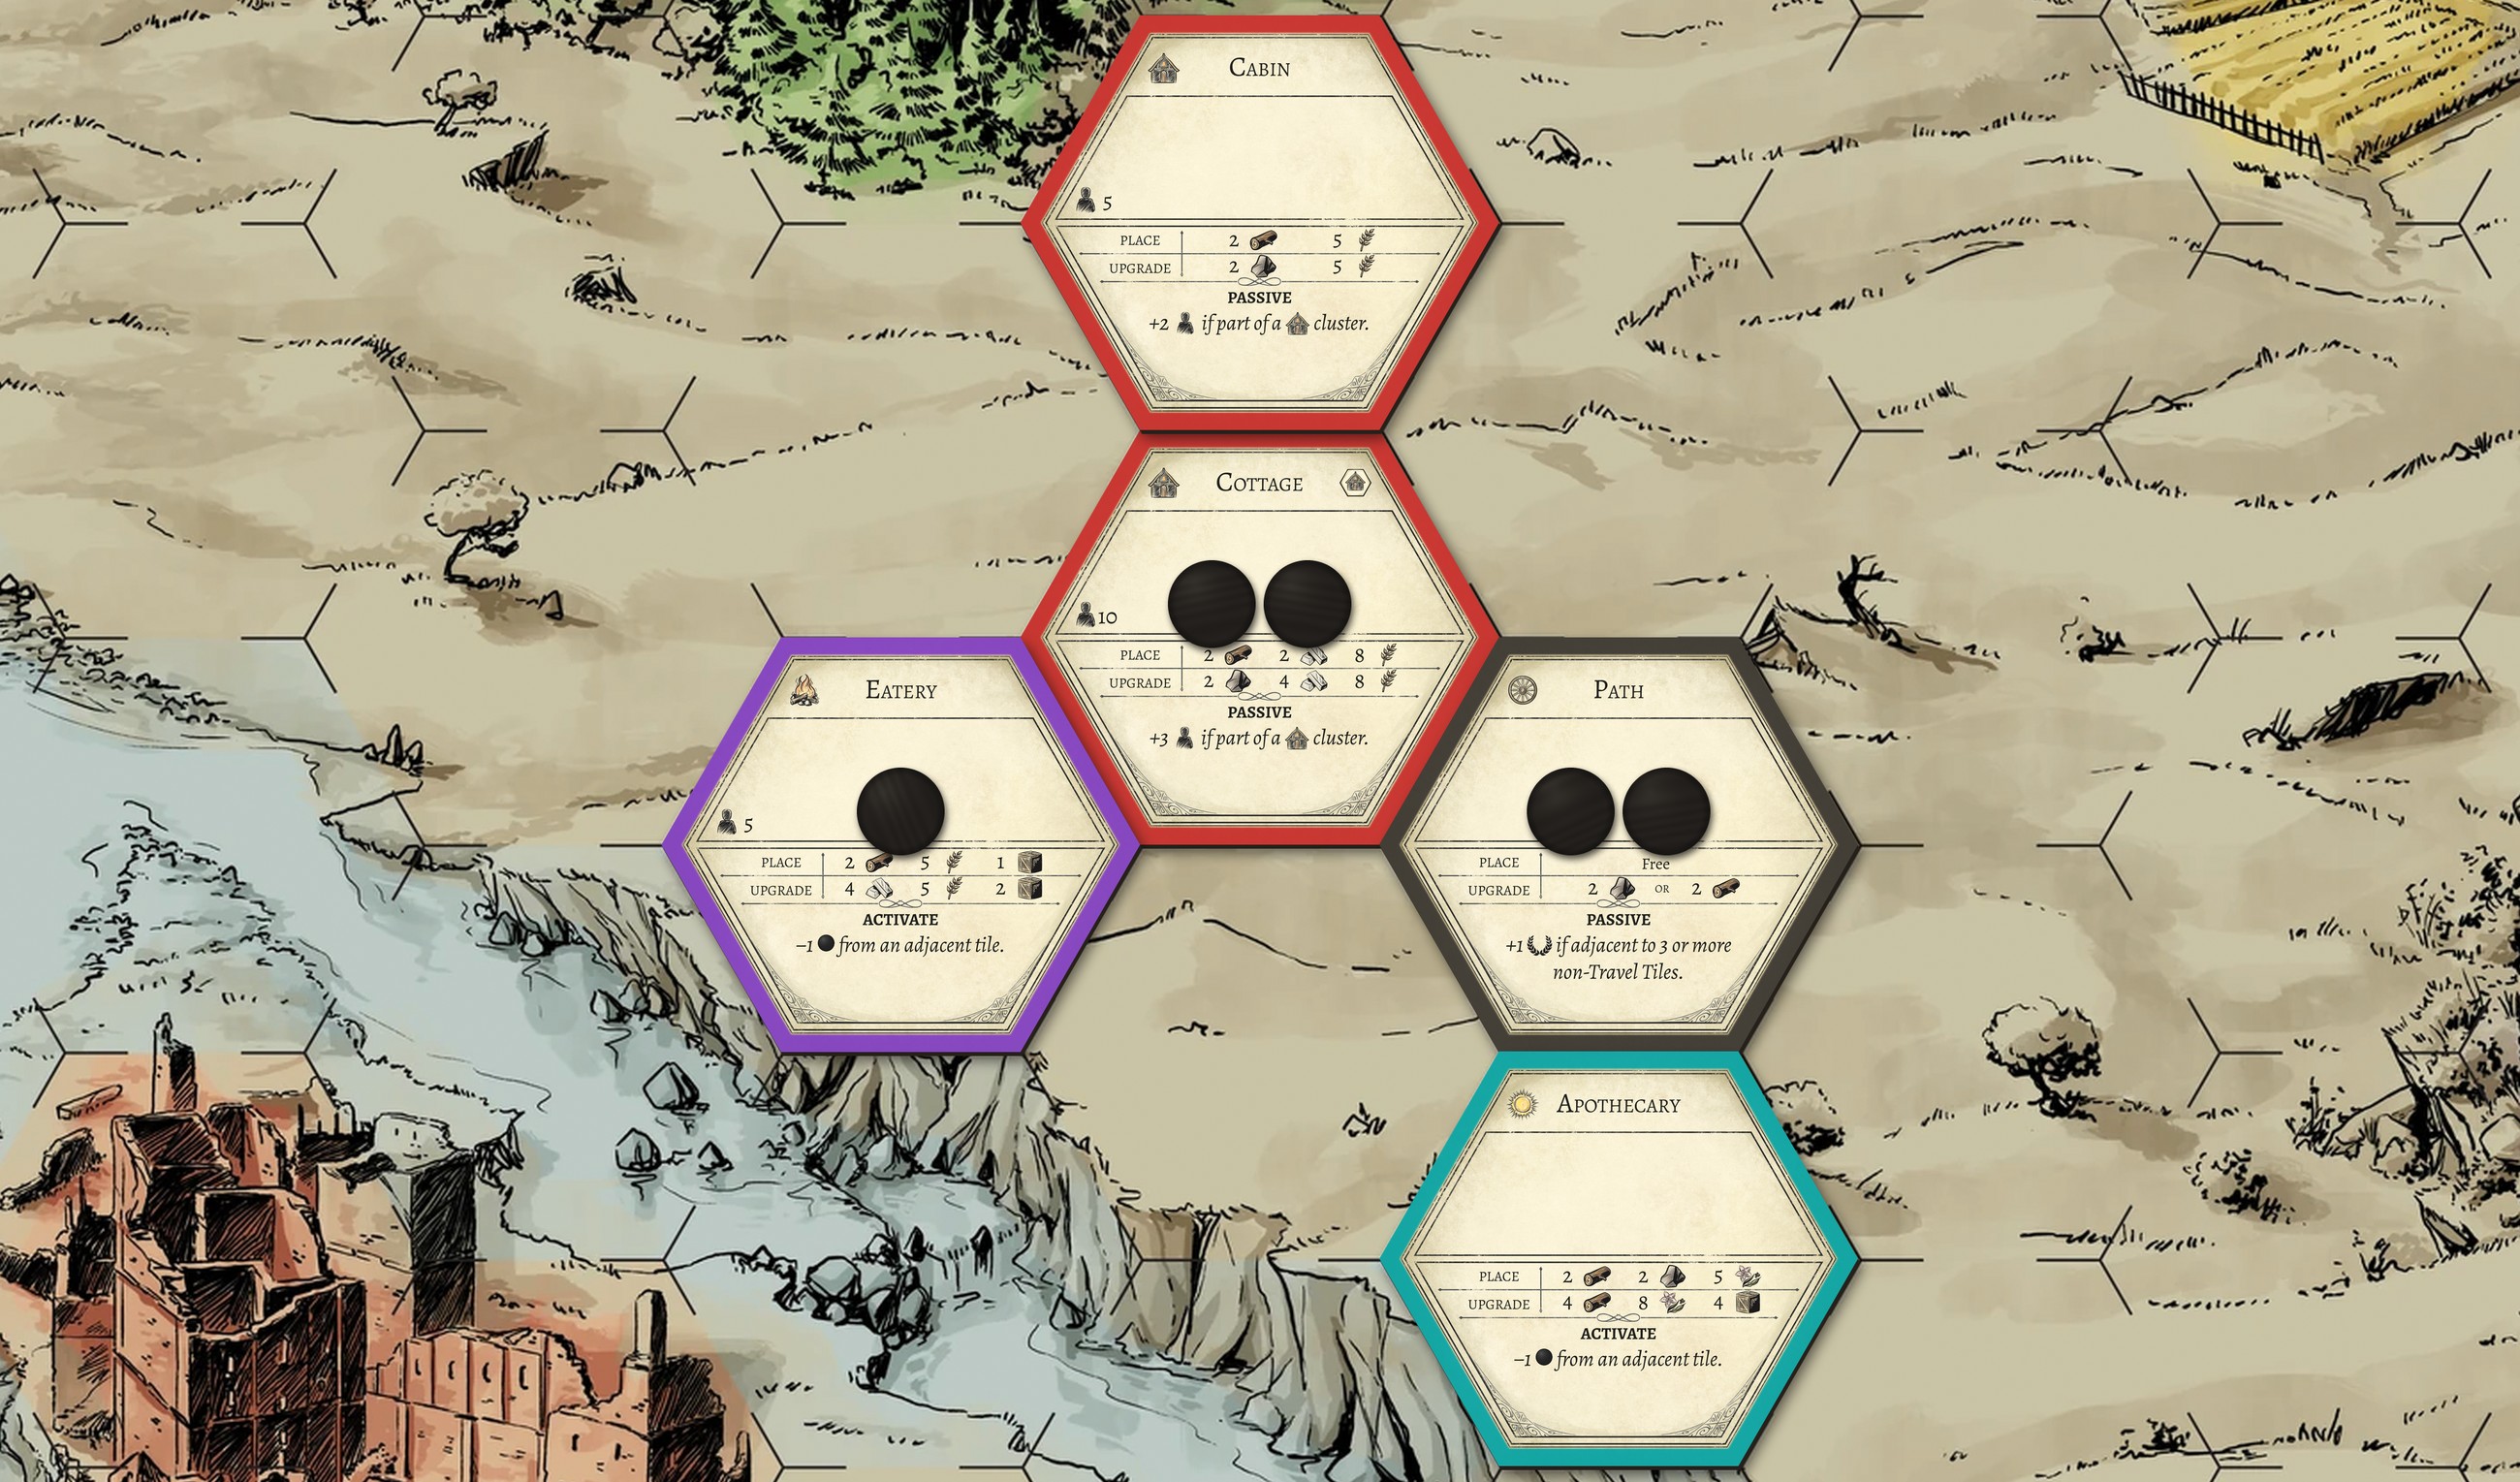 Cabin
5
PLACE 2 5
UPGRADE 2 5
PASSIVE
+2 if part of a cluster.
Cottage
10
PLACE 2 2 8
UPGRADE 2 4 8
PASSIVE
+3 if part of a cluster.
Eatery
5
PLACE 2 5 1
UPGRADE 4 5 2
ACTIVATE
−1 from an adjacent tile.
Path
PLACE Free
UPGRADE 2 OR 2
PASSIVE
+1 if adjacent to 3 or more
non-Travel Tiles.
Apothecary
PLACE 2 2 5
UPGRADE 4 8 4
ACTIVATE
−1 from an adjacent tile.